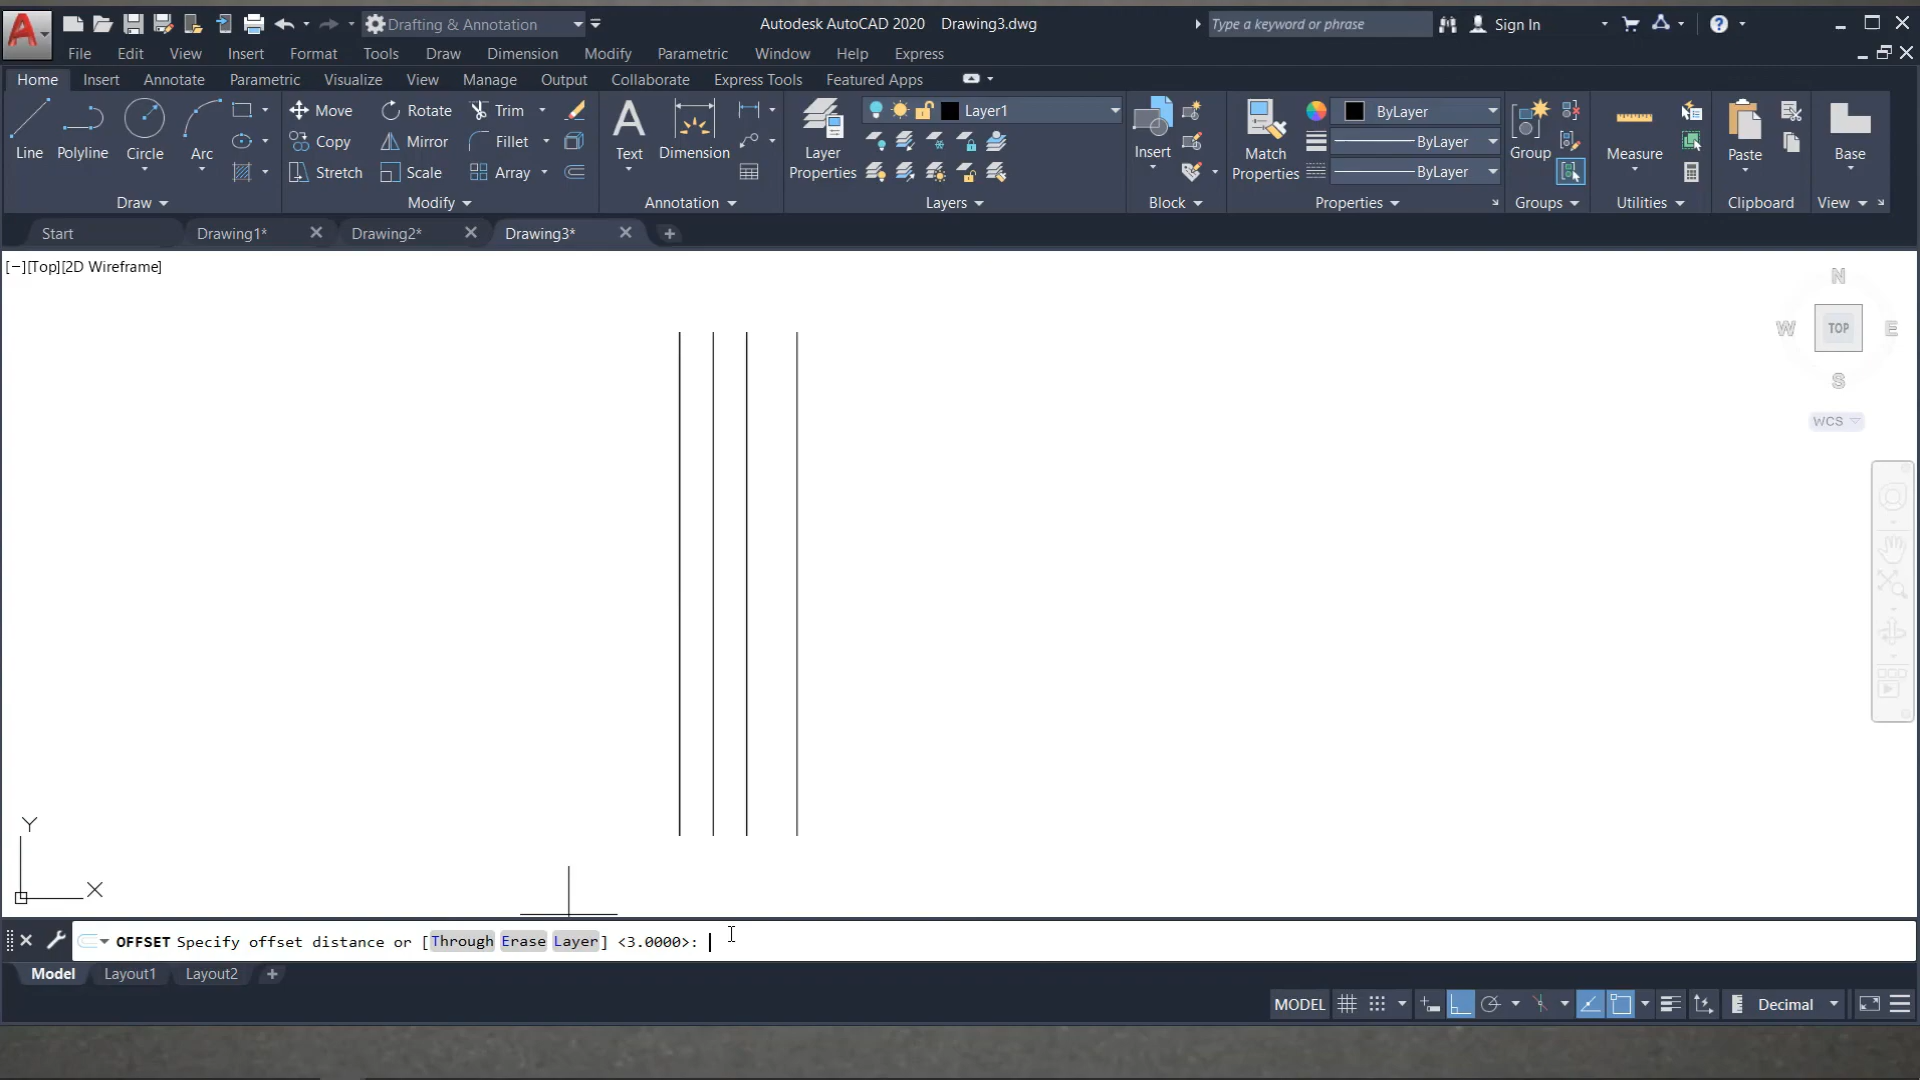 Drafting & Annotation
Autodesk AutoCAD 2020 Drawing3.dwg
Type a keyword or phrase
Sign In
File Edit View Insert Format Tools Draw Dimension Modify Parametric Window Help Express
Home Insert Annotate Parametric Visualize View Manage Output Collaborate Express Tools Featured Apps
Line Polyline Circle Arc
Move Rotate Trim
Copy Mirror Fillet
Stretch Scale Array
Text Dimension
Layer Properties
Layer1
Insert
Match Properties
ByLayer
ByLayer
ByLayer
Group
Measure
Paste
Base
Draw Modify Annotation Layers Block Properties Groups Utilities Clipboard View
Start Drawing1* Drawing2* Drawing3*
[−][Top][2D Wireframe]
N
W TOP E
S
WCS
Y
X
OFFSET Specify offset distance or [Through Erase Layer] <3.0000>:
Model Layout1 Layout2
MODEL Decimal